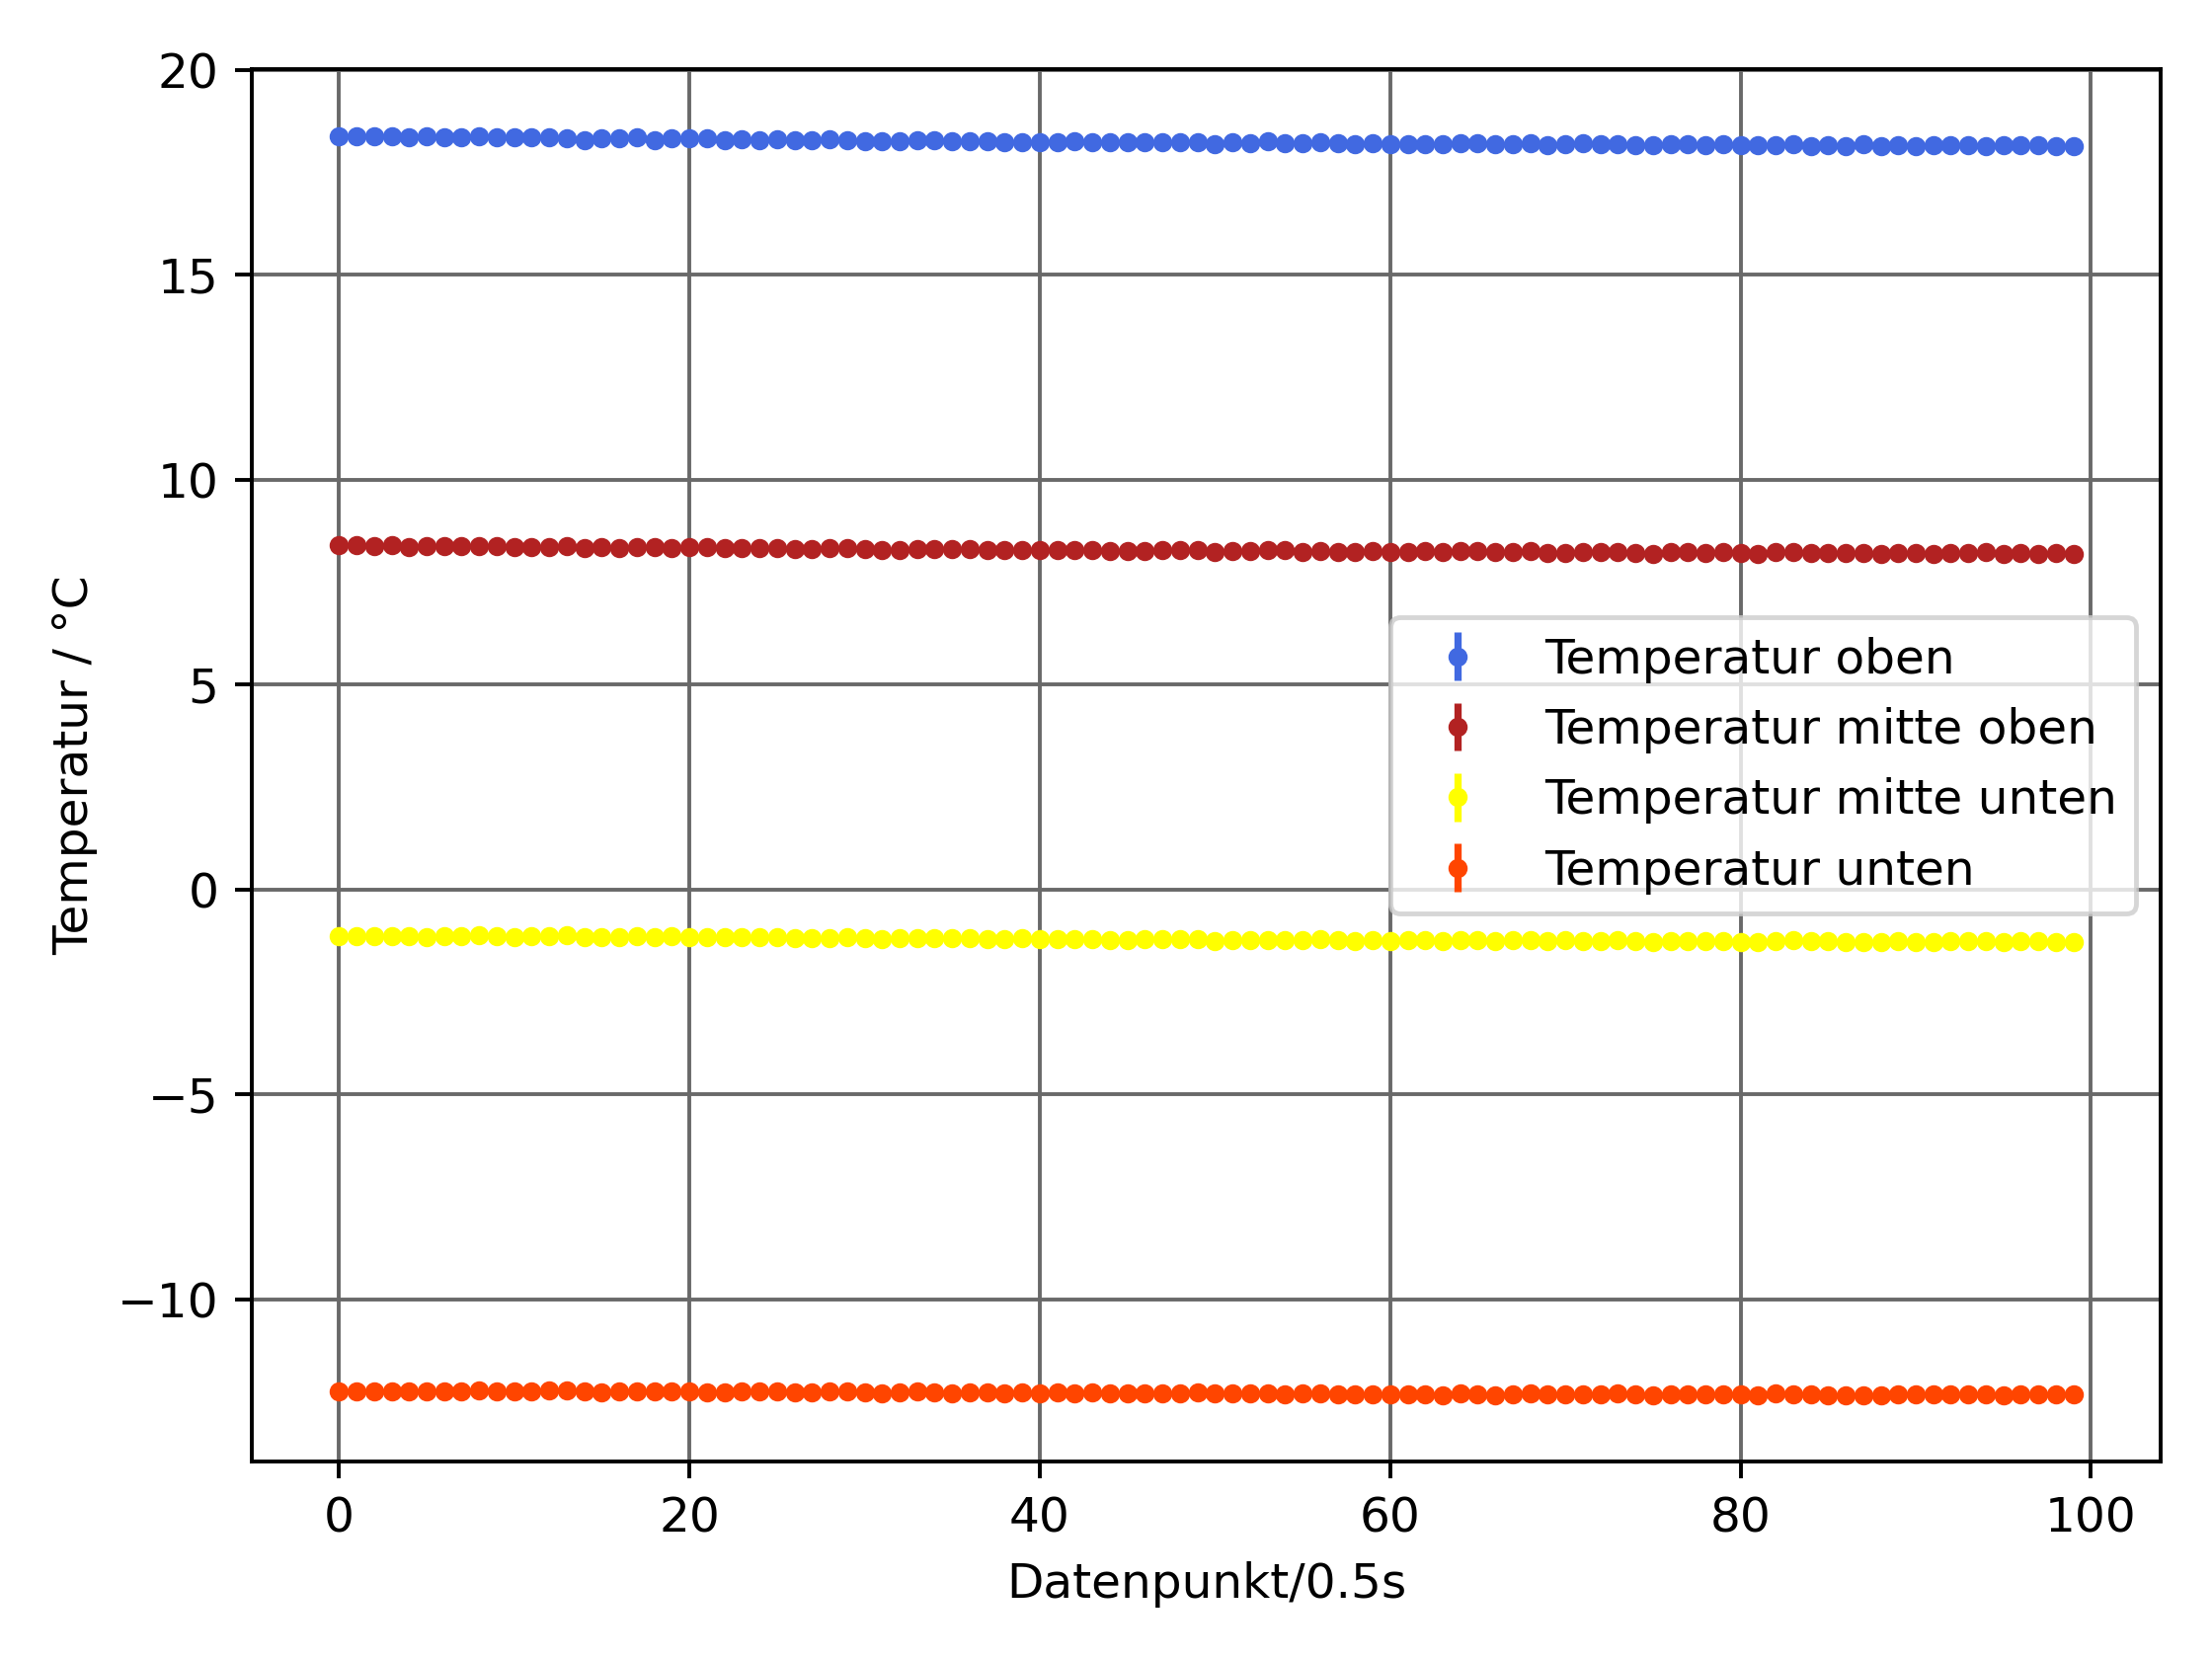 20
15
10
5
0
−5
−10
Temperatur / °C
Temperatur oben
Temperatur mitte oben
Temperatur mitte unten
Temperatur unten
0 20 40 60 80 100
Datenpunkt/0.5s